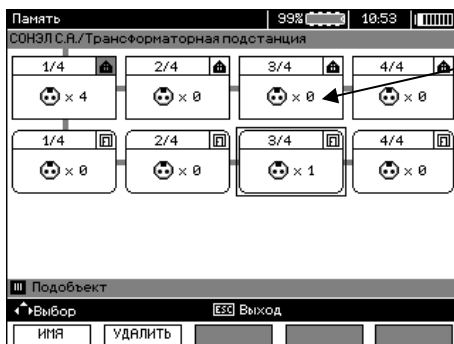 Память 99% 10:53
СОНЭЛ С.А./Трансформаторная подстанция
1/4 2/4 3/4 4/4
× 4 × 0 × 0 × 0
1/4 2/4 3/4 4/4
× 0 × 0 × 1 × 0
Подобъект
Выбор ESC Выход
ИМЯ УДАЛИТЬ